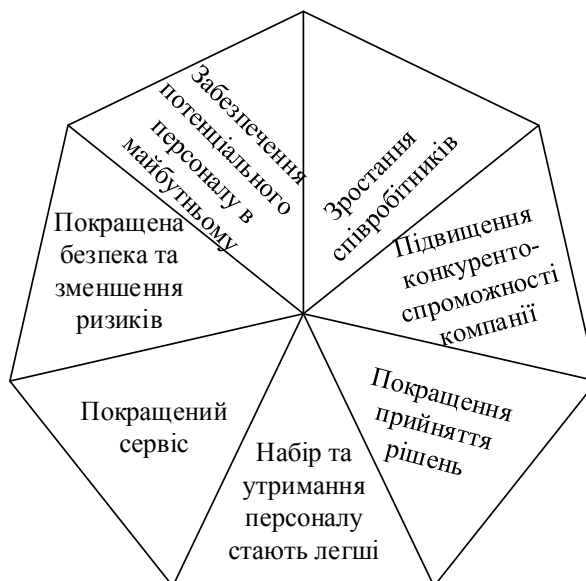 Забезпечення
потенціального
персоналу в
майбутньому
Зростання
співробітників
Підвищення
конкуренто-
спроможності
компанії
Покращення
прийняття
рішень
Набір та
утримання
персоналу
стають легші
Покращений
сервіс
Покращена
безпека та
зменшення
ризиків